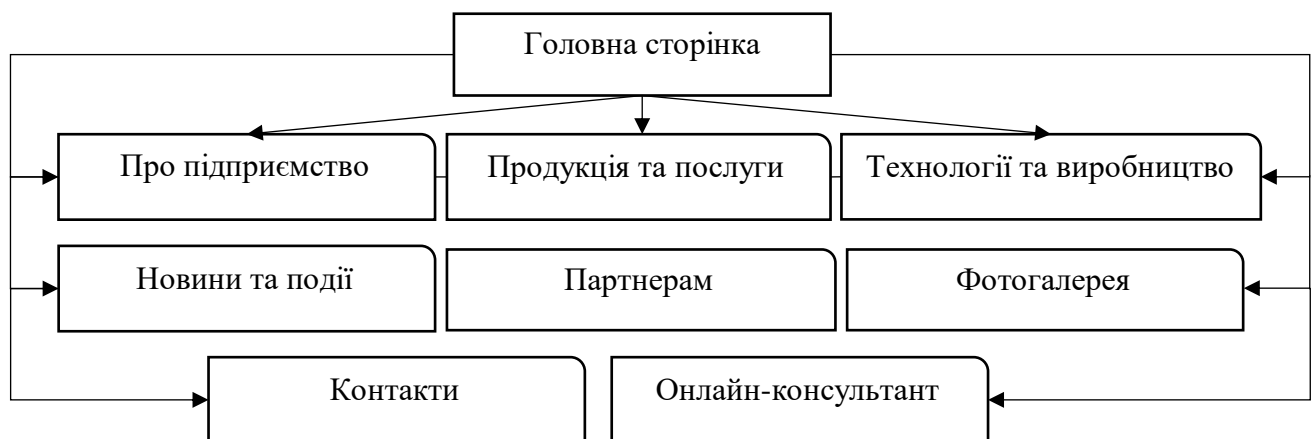 Головна сторінка
Про підприємство
Продукція та послуги
Технології та виробництво
Новини та події
Партнерам
Фотогалерея
Контакти
Онлайн-консультант